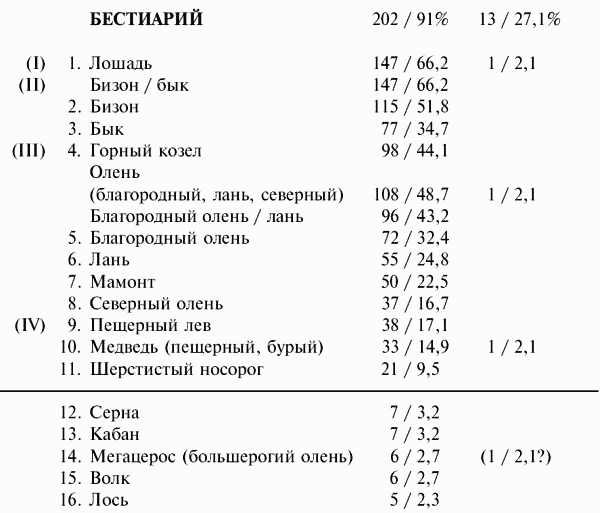 БЕСТИАРИЙ 202 / 91% 13 / 27,1%
(I) 1. Лошадь 147 / 66,2 1 / 2,1
(II) Бизон / бык 147 / 66,2
2. Бизон 115 / 51,8
3. Бык 77 / 34,7
(III) 4. Горный козел 98 / 44,1
Олень
(благородный, лань, северный) 108 / 48,7 1 / 2,1
Благородный олень / лань 96 / 43,2
5. Благородный олень 72 / 32,4
6. Лань 55 / 24,8
7. Мамонт 50 / 22,5
8. Северный олень 37 / 16,7
(IV) 9. Пещерный лев 38 / 17,1
10. Медведь (пещерный, бурый) 33 / 14,9 1 / 2,1
11. Шерстистый носорог 21 / 9,5
12. Серна 7 / 3,2
13. Кабан 7 / 3,2
14. Мегацерос (большерогий олень) 6 / 2,7 (1 / 2,1?)
15. Волк 6 / 2,7
16. Лось 5 / 2,3